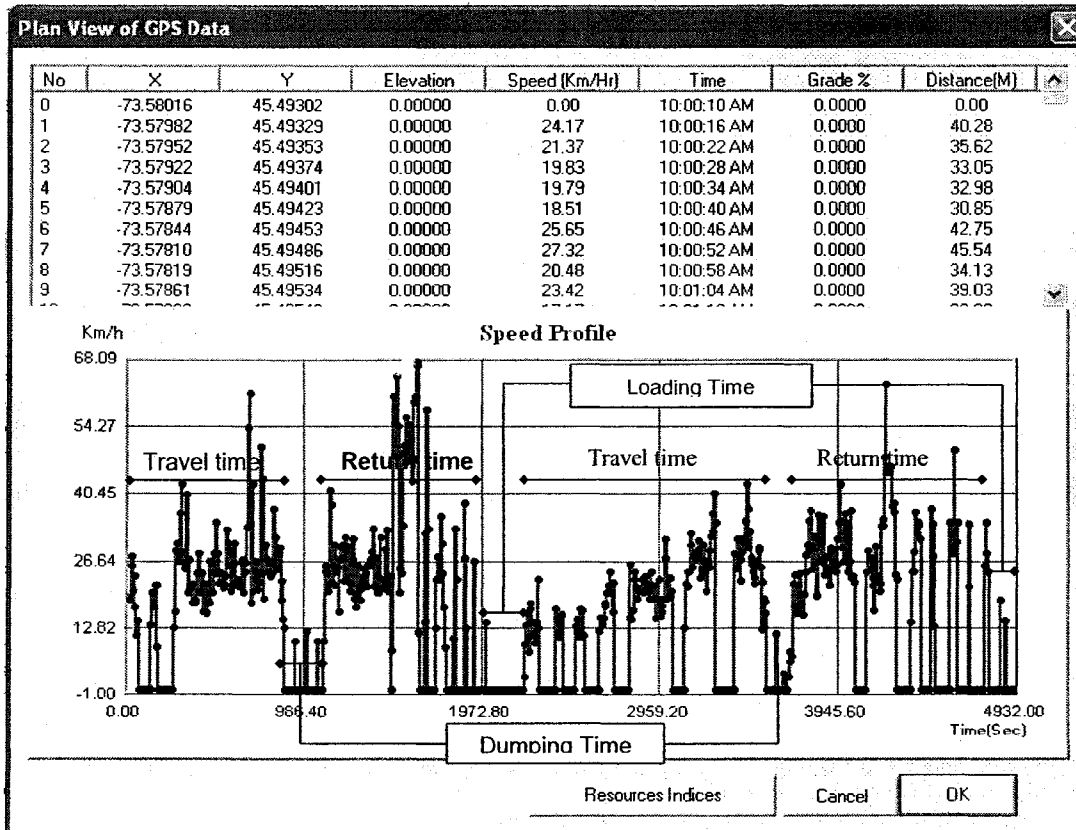 Plan View of GPS Data
No X Y Elevation Speed (Km/Hr) Time Grade % Distance(M)
0 -73.58016 45.49302 0.00000 0.00 10:00:10 AM 0.0000 0.00
1 -73.57982 45.49329 0.00000 24.17 10:00:16 AM 0.0000 40.28
2 -73.57952 45.49353 0.00000 21.37 10:00:22 AM 0.0000 35.62
3 -73.57922 45.49374 0.00000 19.83 10:00:28 AM 0.0000 33.05
4 -73.57904 45.49401 0.00000 19.79 10:00:34 AM 0.0000 32.98
5 -73.57879 45.49423 0.00000 18.51 10:00:40 AM 0.0000 30.85
6 -73.57844 45.49453 0.00000 25.65 10:00:46 AM 0.0000 42.75
7 -73.57810 45.49486 0.00000 27.32 10:00:52 AM 0.0000 45.54
8 -73.57819 45.49516 0.00000 20.48 10:00:58 AM 0.0000 34.13
9 -73.57861 45.49534 0.00000 23.42 10:01:04 AM 0.0000 39.03
Km/h
Speed Profile
68.09
Loading Time
54.27
Travel time Return time Travel time Return time
40.45
26.64
12.82
-1.00
0.00 986.40 1972.80 2959.20 3945.60 4932.00
Time(Sec)
Dumping Time
Resources Indices Cancel OK